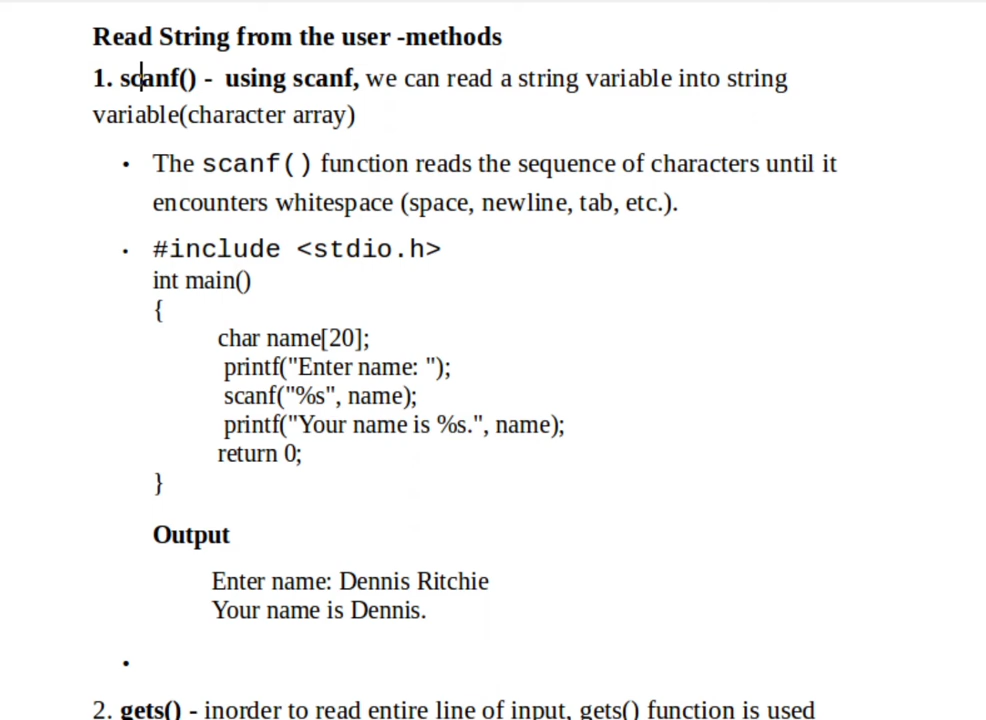 Read String from the user -methods
1. scanf() -  using scanf, we can read a string variable into string
variable(character array)
• The scanf() function reads the sequence of characters until it
encounters whitespace (space, newline, tab, etc.).
• #include <stdio.h>
int main()
{
char name[20];
printf("Enter name: ");
scanf("%s", name);
printf("Your name is %s.", name);
return 0;
}
Output
Enter name: Dennis Ritchie
Your name is Dennis.
•
2. gets() - inorder to read entire line of input, gets() function is used